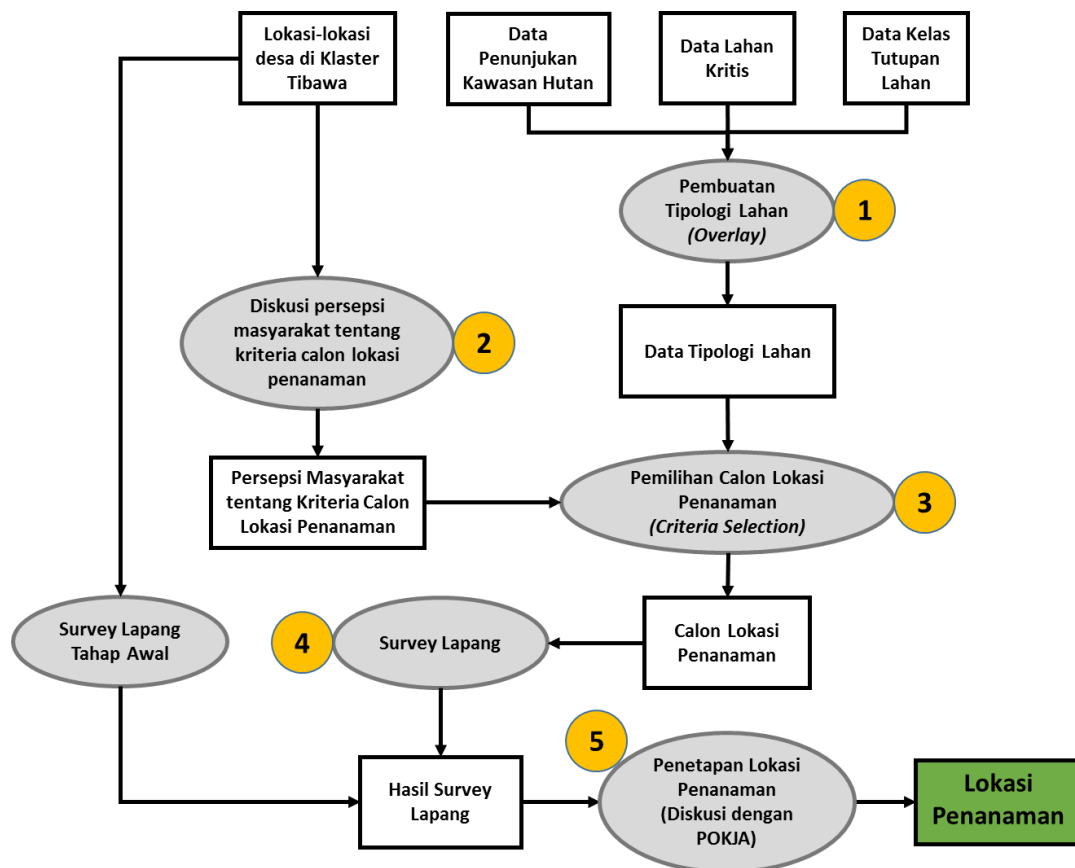 Lokasi-lokasi
desa di Klaster
Tibawa
Data
Penunjukan
Kawasan Hutan
Data Lahan
Kritis
Data Kelas
Tutupan
Lahan
Pembuatan
Tipologi Lahan
(Overlay)
1
Diskusi persepsi
masyarakat tentang
kriteria calon lokasi
penanaman
2
Data Tipologi Lahan
Persepsi Masyarakat
tentang Kriteria Calon
Lokasi Penanaman
Pemilihan Calon Lokasi
Penanaman
(Criteria Selection)
3
Survey Lapang
Tahap Awal
4
Survey Lapang
Calon Lokasi
Penanaman
Hasil Survey
Lapang
5
Penetapan Lokasi
Penanaman
(Diskusi dengan
POKJA)
Lokasi
Penanaman